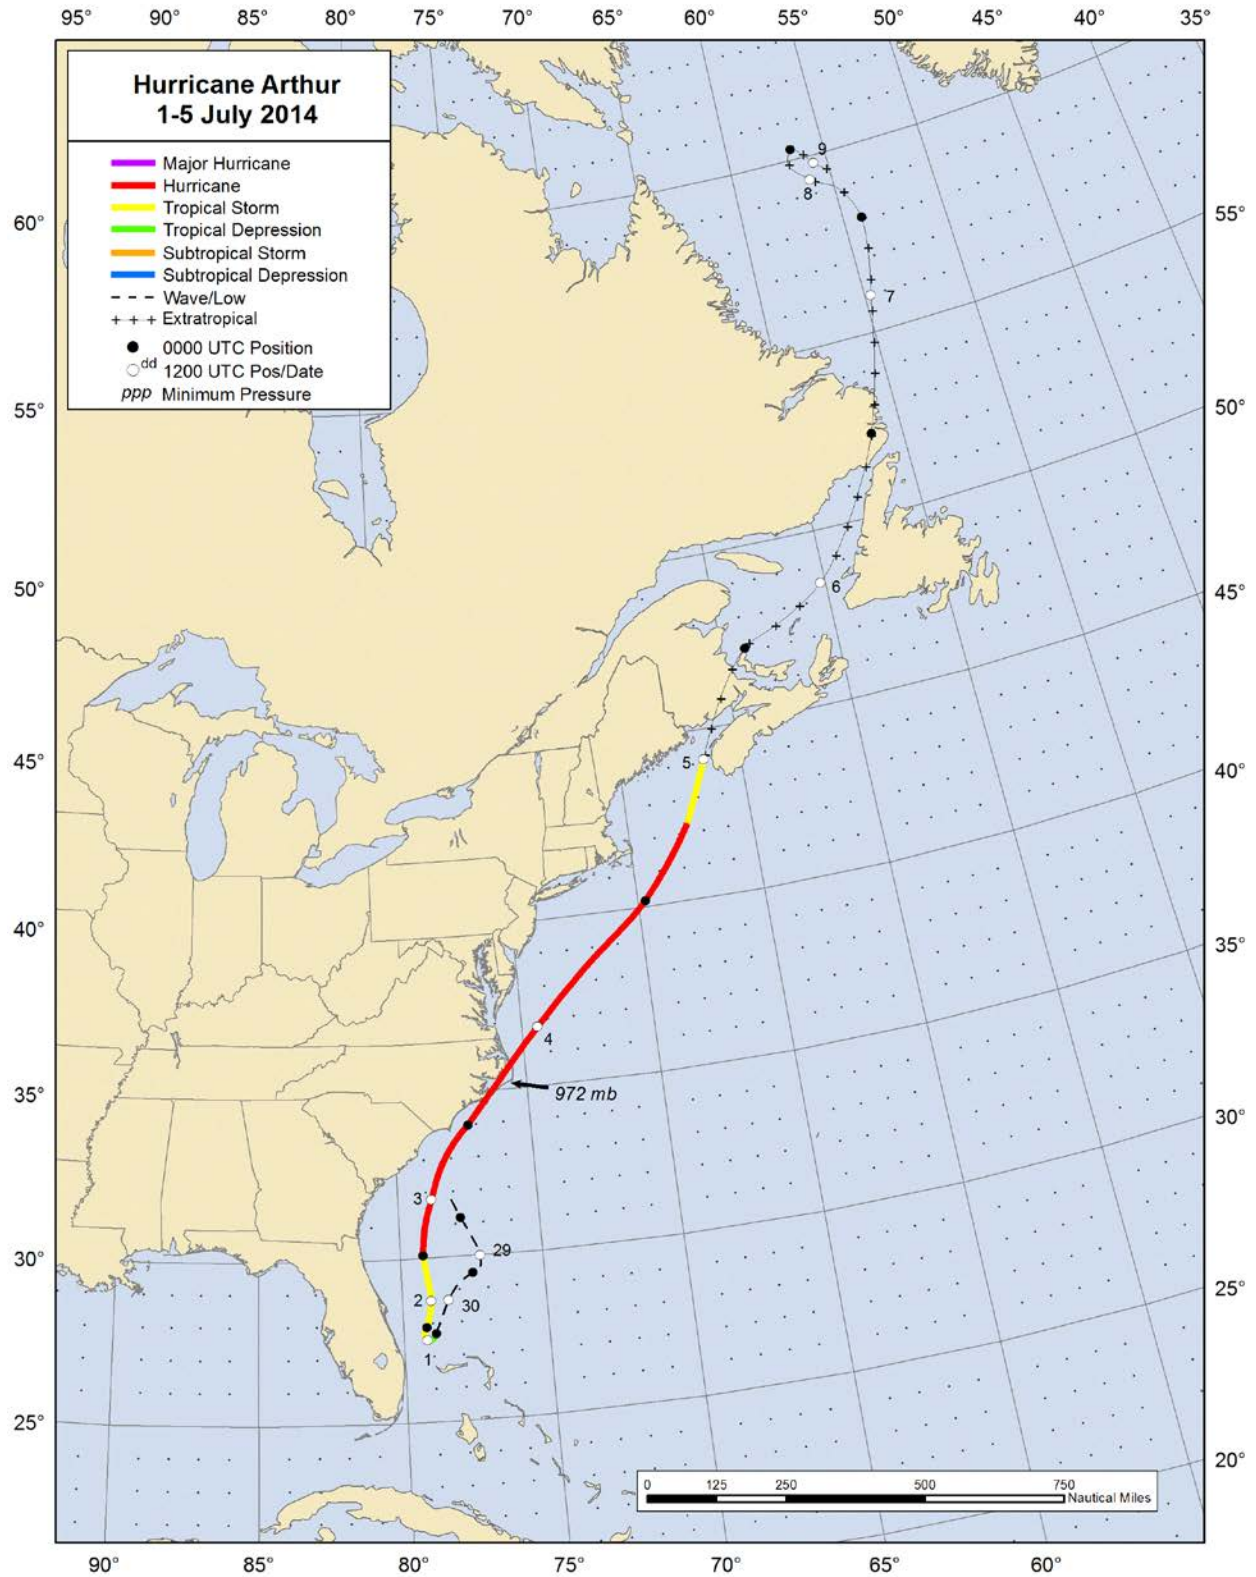 95° 90° 85° 80° 75° 70° 65° 60° 55° 50° 45° 40° 35°
Hurricane Arthur
1-5 July 2014
Major Hurricane
Hurricane
Tropical Storm
Tropical Depression
Subtropical Storm
Subtropical Depression
Wave/Low
Extratropical
0000 UTC Position
dd 1200 UTC Pos/Date
ppp Minimum Pressure
9
8
60°
55°
7
55°
50°
6
50°
45°
5
45°
40°
40°
35°
4
35°
972 mb
30°
3
29
30°
25°
2
30
1
25°
20°
0 125 250 500 750
Nautical Miles
90° 85° 80° 75° 70° 65° 60°